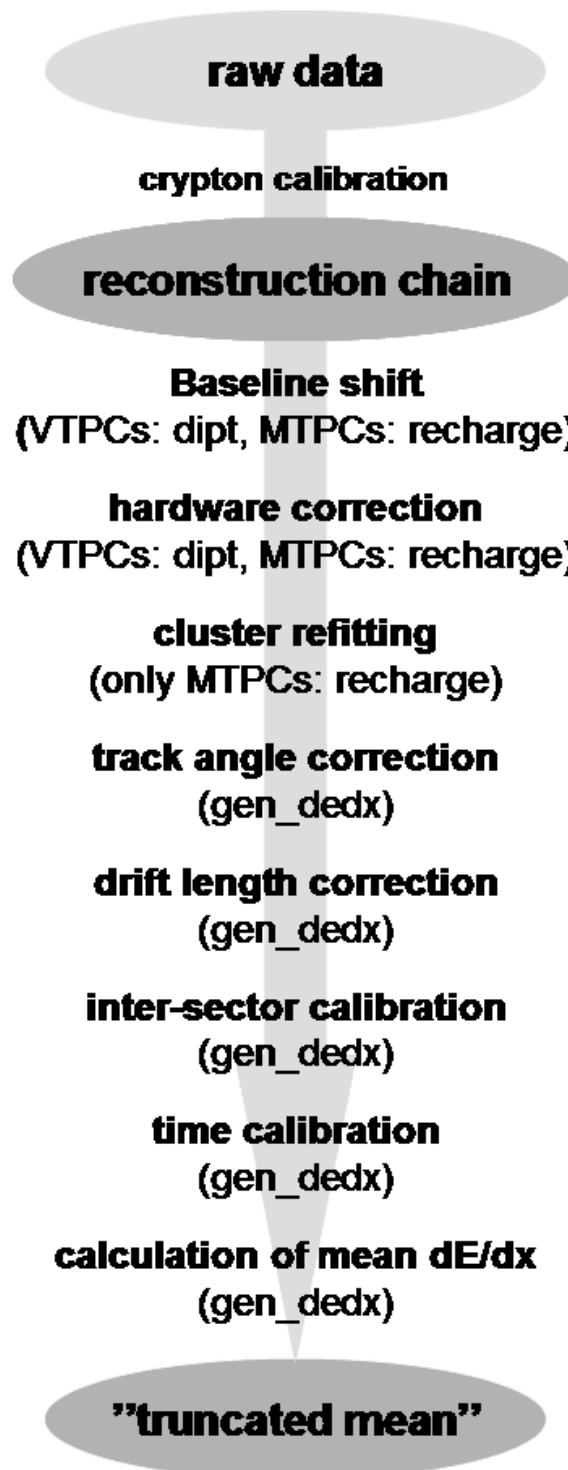 raw data
crypton calibration
reconstruction chain
Baseline shift
(VTPCs: dipt, MTPCs: recharge)
hardware correction
(VTPCs: dipt, MTPCs: recharge)
cluster refitting
(only MTPCs: recharge)
track angle correction
(gen_dedx)
drift length correction
(gen_dedx)
inter-sector calibration
(gen_dedx)
time calibration
(gen_dedx)
calculation of mean dE/dx
(gen_dedx)
”truncated mean”